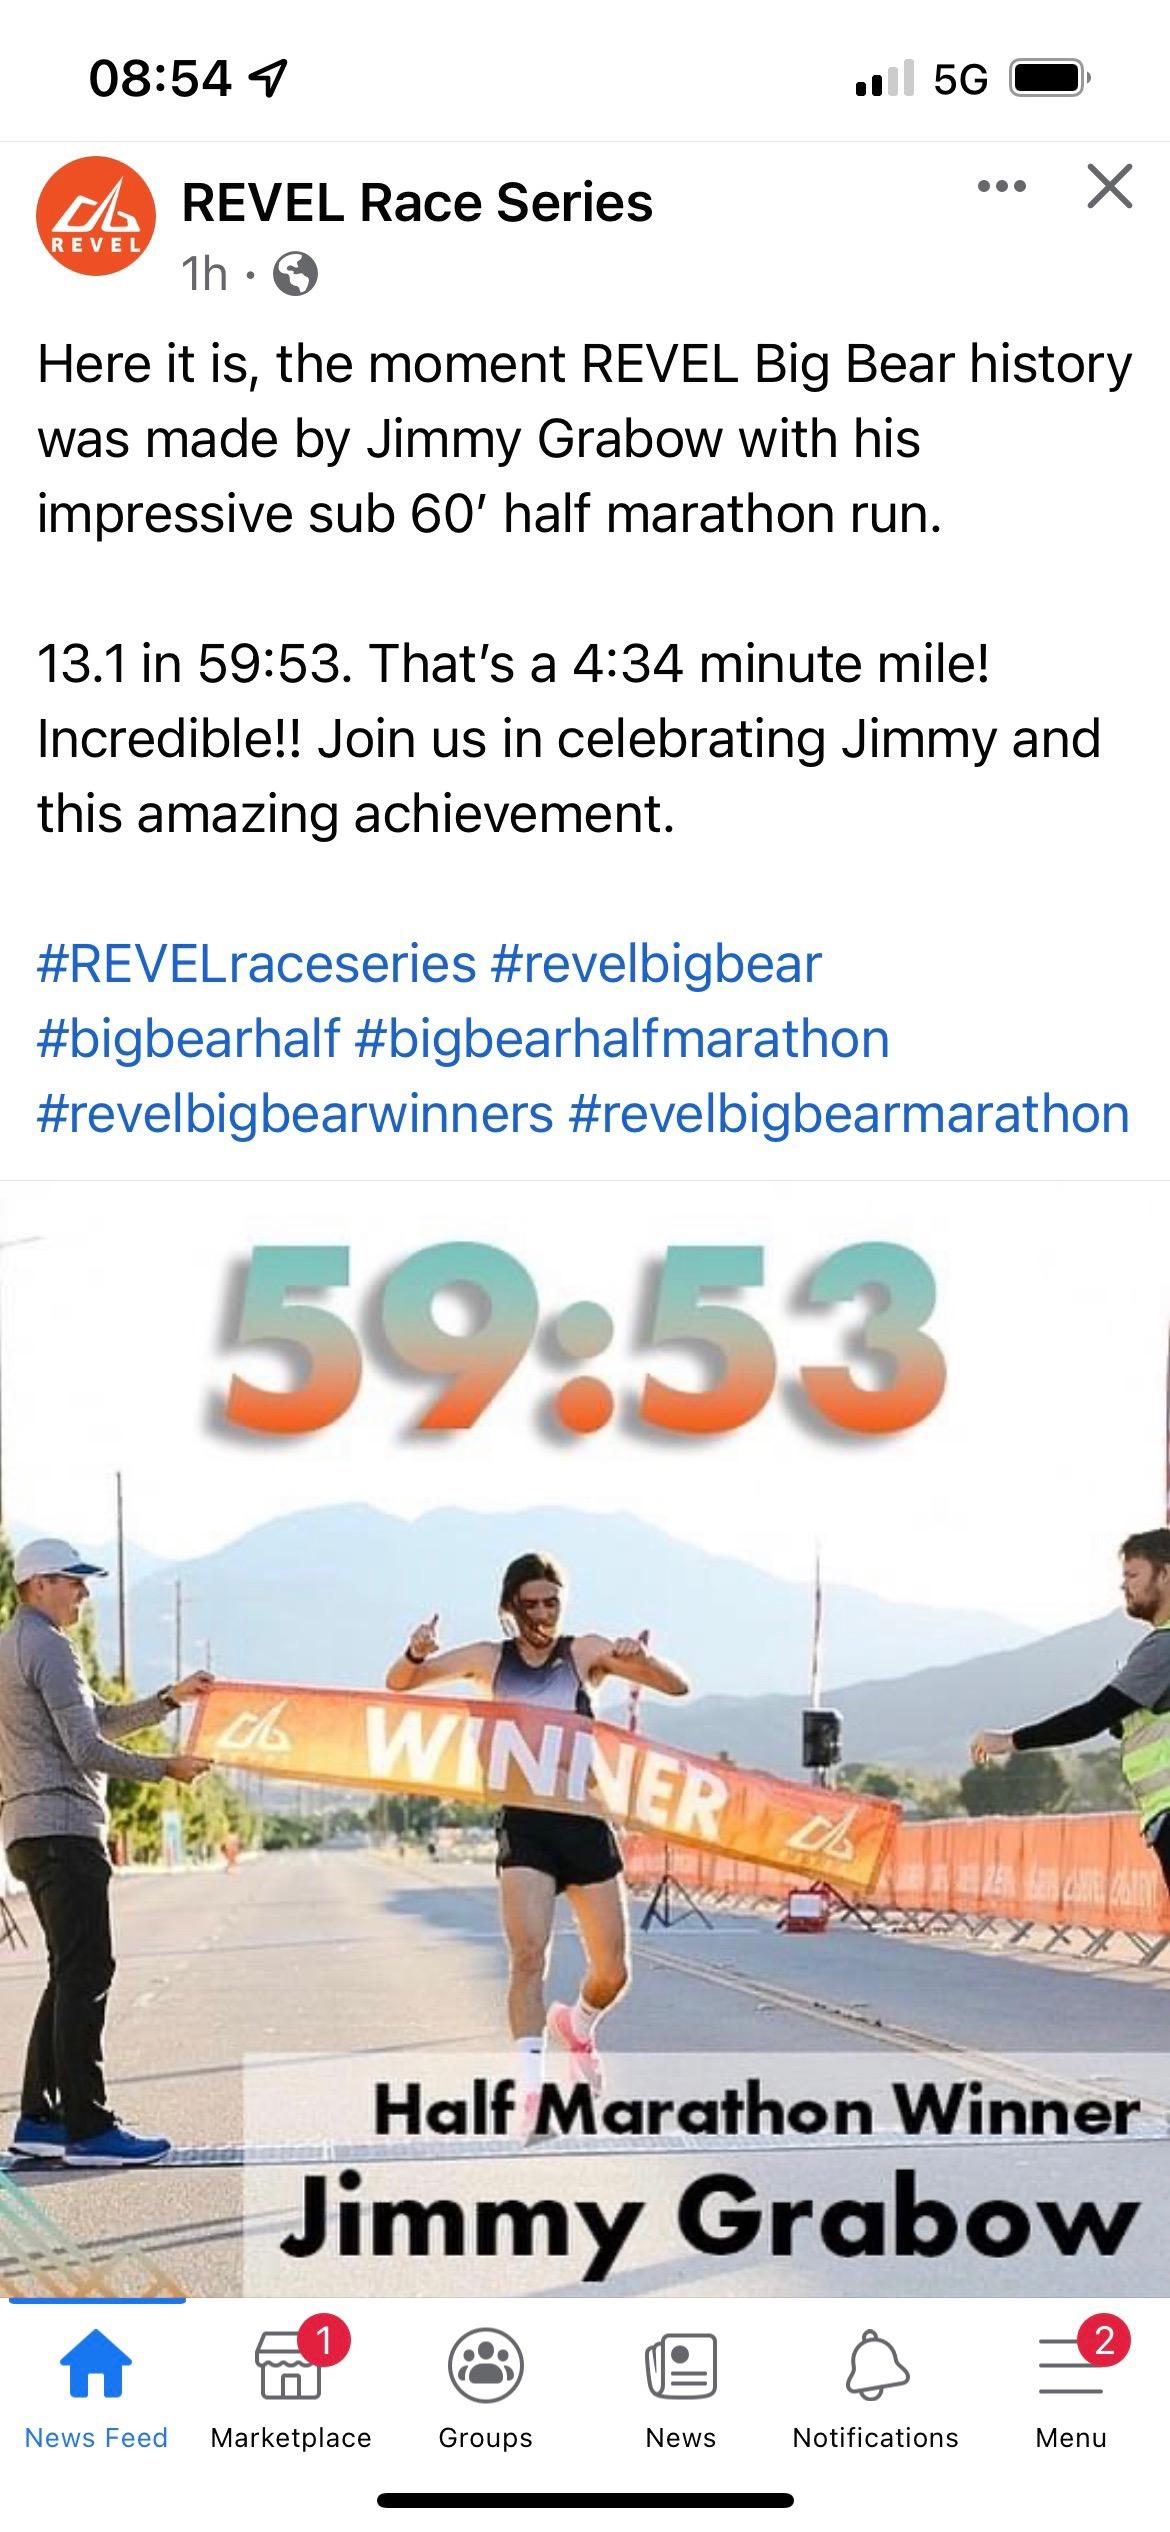 08:54
5G
REVEL
REVEL Race Series
1h ·
Here it is, the moment REVEL Big Bear history
was made by Jimmy Grabow with his
impressive sub 60′ half marathon run.
13.1 in 59:53. That’s a 4:34 minute mile!
Incredible!! Join us in celebrating Jimmy and
this amazing achievement.
#REVELraceseries #revelbigbear
#bigbearhalf #bigbearhalfmarathon
#revelbigbearwinners #revelbigbearmarathon
59:53
WINNER
Half Marathon Winner
Jimmy Grabow
1
2
News Feed
Marketplace
Groups
News
Notifications
Menu